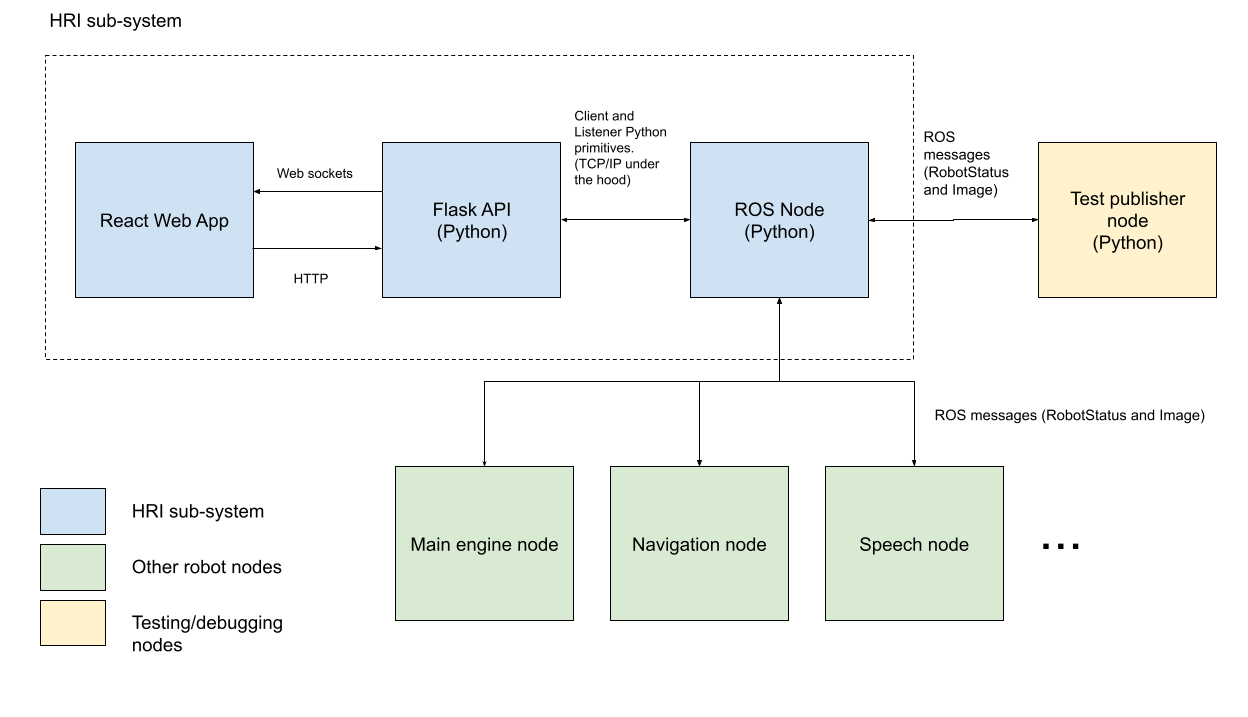 HRI sub-system
Client and
Listener Python
primitives.
(TCP/IP under
the hood)
ROS
messages
(RobotStatus
and Image)
Web sockets
React Web App
HTTP
Flask API
(Python)
ROS Node
(Python)
Test publisher
node
(Python)
ROS messages (RobotStatus and Image)
Main engine node
Navigation node
Speech node
...
HRI sub-system
Other robot nodes
Testing/debugging
nodes